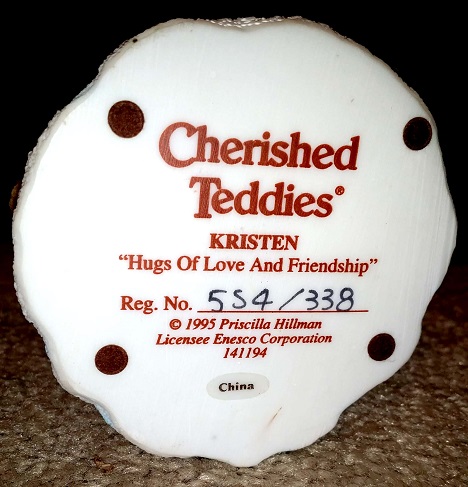 Cherished
Teddies®
KRISTEN
"Hugs Of Love And Friendship"
Reg. No. 5S4/338
© 1995 Priscilla Hillman
Licensee Enesco Corporation
141194
China